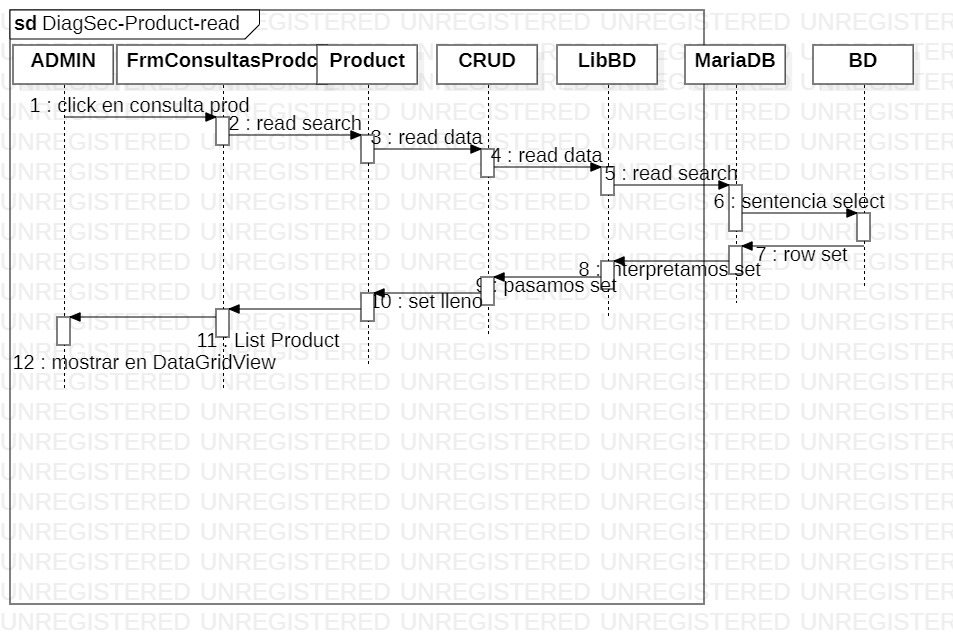 sd DiagSec-Product-read
ADMIN
FrmConsultasProdc
Product
CRUD
LibBD
MariaDB
BD
1 : click en consulta prod
2 : read search
3 : read data
4 : read data
5 : read search
6 : sentencia select
7 : row set
8 : nterpretamos set
9 : pasamos set
10 : set lleno
11 : List Product
12 : mostrar en DataGridView
UNREGISTERED UNREGISTERED UNREGISTERED UNREGISTERED UNREGISTERED